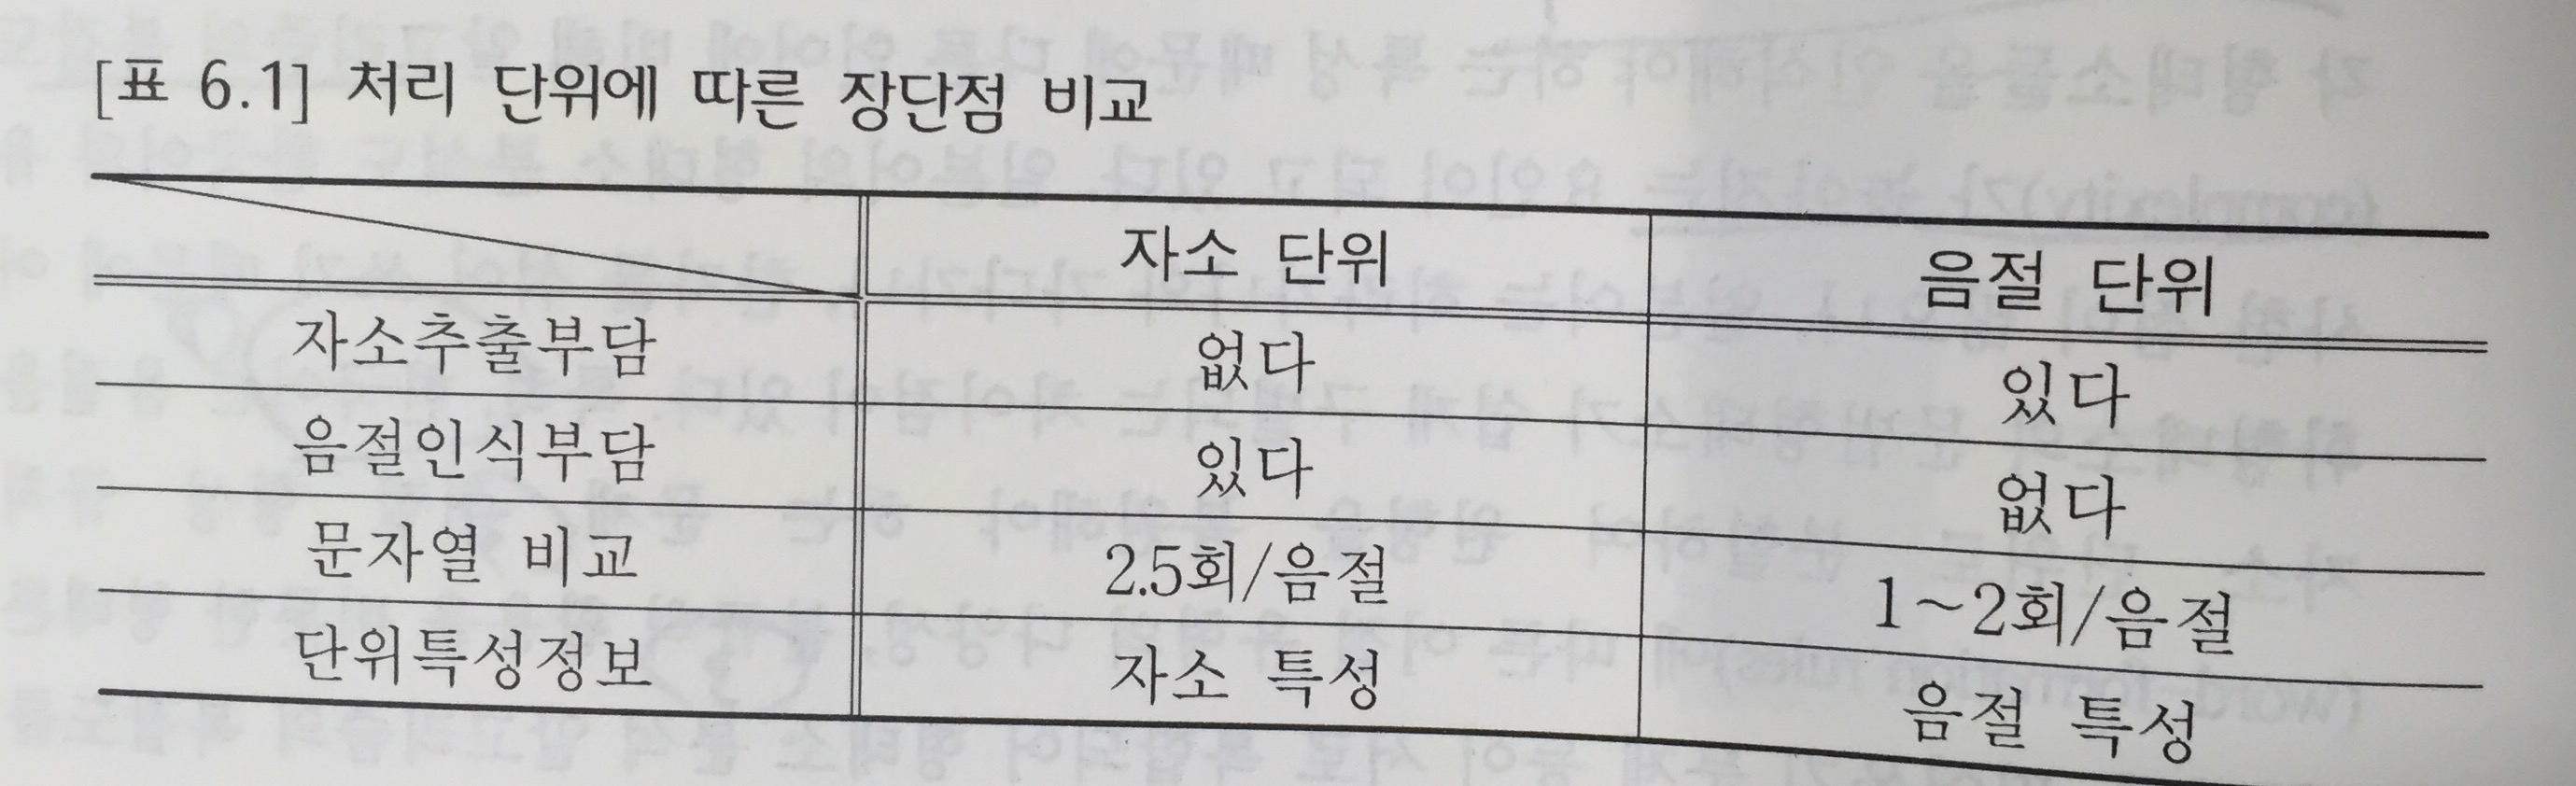 [표 6.1] 처리 단위에 따른 장단점 비교
자소 단위 음절 단위
자소추출부담 없다 있다
음절인식부담 있다 없다
문자열 비교 2.5회/음절 1~2회/음절
단위특성정보 자소 특성 음절 특성